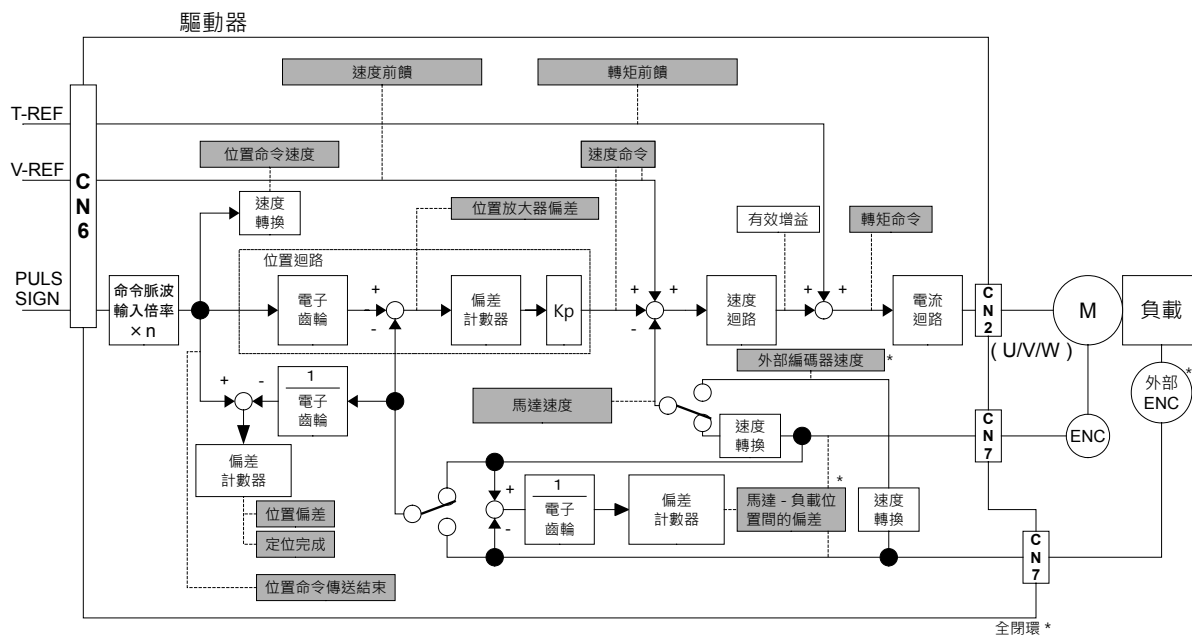 驅動器
速度前饋
轉矩前饋
T-REF
位置命令速度
速度命令
V-REF
CN6
速度
轉換
位置放大器偏差
有效增益
轉矩命令
位置迴路
PULS
SIGN
命令脈波
輸入倍率
×n
電子
齒輪
+
-
偏差
計數器
Kp
+
+
-
速度
迴路
+
+
電流
迴路
CN2
(U/V/W)
M
負載
外部編碼器速度 *
外部
ENC
*
+
-
1
電子
齒輪
馬達速度
速度
轉換
CN7
ENC
偏差
計數器
位置偏差
定位完成
+
-
1
電子
齒輪
偏差
計數器
馬達 - 負載位
置間的偏差
*
速度
轉換
CN7
位置命令傳送結束
全閉環 *